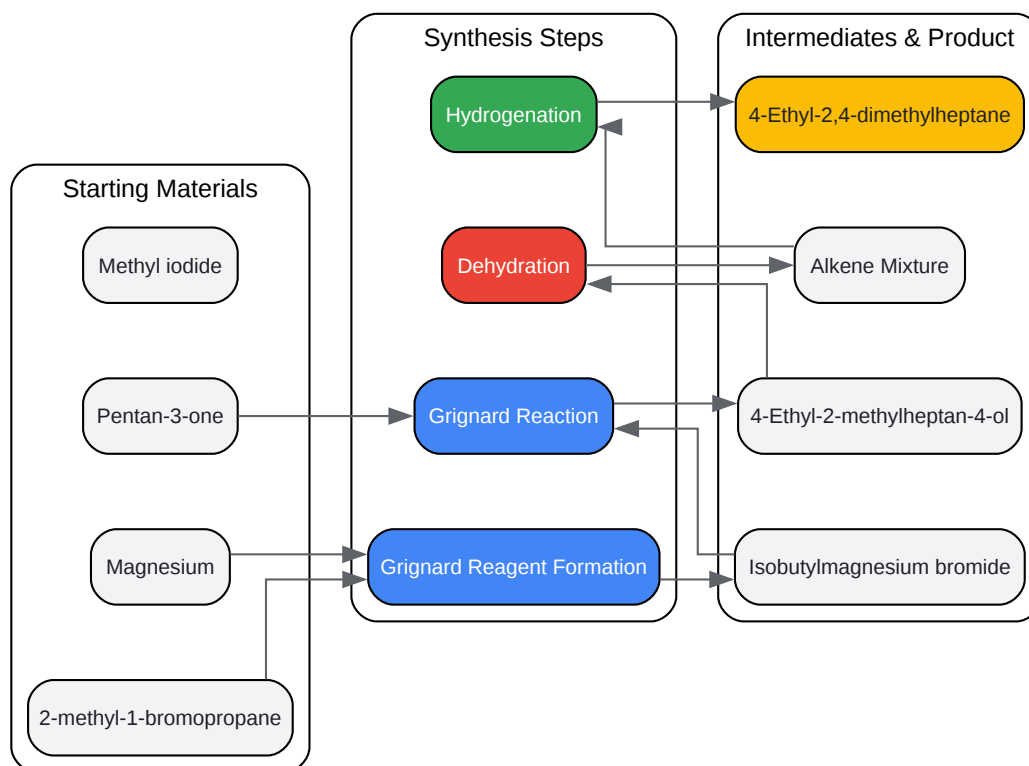 Starting Materials
Methyl iodide
Pentan-3-one
Magnesium
2-methyl-1-bromopropane
Synthesis Steps
Hydrogenation
Dehydration
Grignard Reaction
Grignard Reagent Formation
Intermediates & Product
4-Ethyl-2,4-dimethylheptane
Alkene Mixture
4-Ethyl-2-methylheptan-4-ol
Isobutylmagnesium bromide